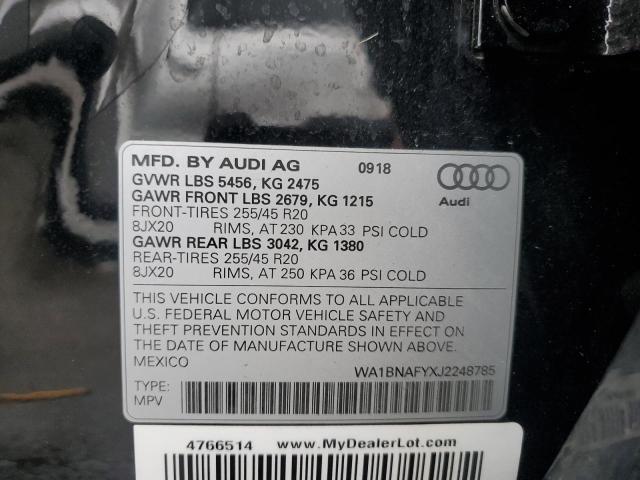 MFD. BY AUDI AG 0918
GVWR LBS 5456, KG 2475
GAWR FRONT LBS 2679, KG 1215
FRONT-TIRES 255/45 R20
8JX20 RIMS, AT 230 KPA 33 PSI COLD
GAWR REAR LBS 3042, KG 1380
REAR-TIRES 255/45 R20
8JX20 RIMS, AT 250 KPA 36 PSI COLD
Audi
THIS VEHICLE CONFORMS TO ALL APPLICABLE
U.S. FEDERAL MOTOR VEHICLE SAFETY AND
THEFT PREVENTION STANDARDS IN EFFECT ON
THE DATE OF MANUFACTURE SHOWN ABOVE.
MEXICO WA1BNAFYXJ2248785
TYPE:
MPV
4766514 www.MyDealerLot.com